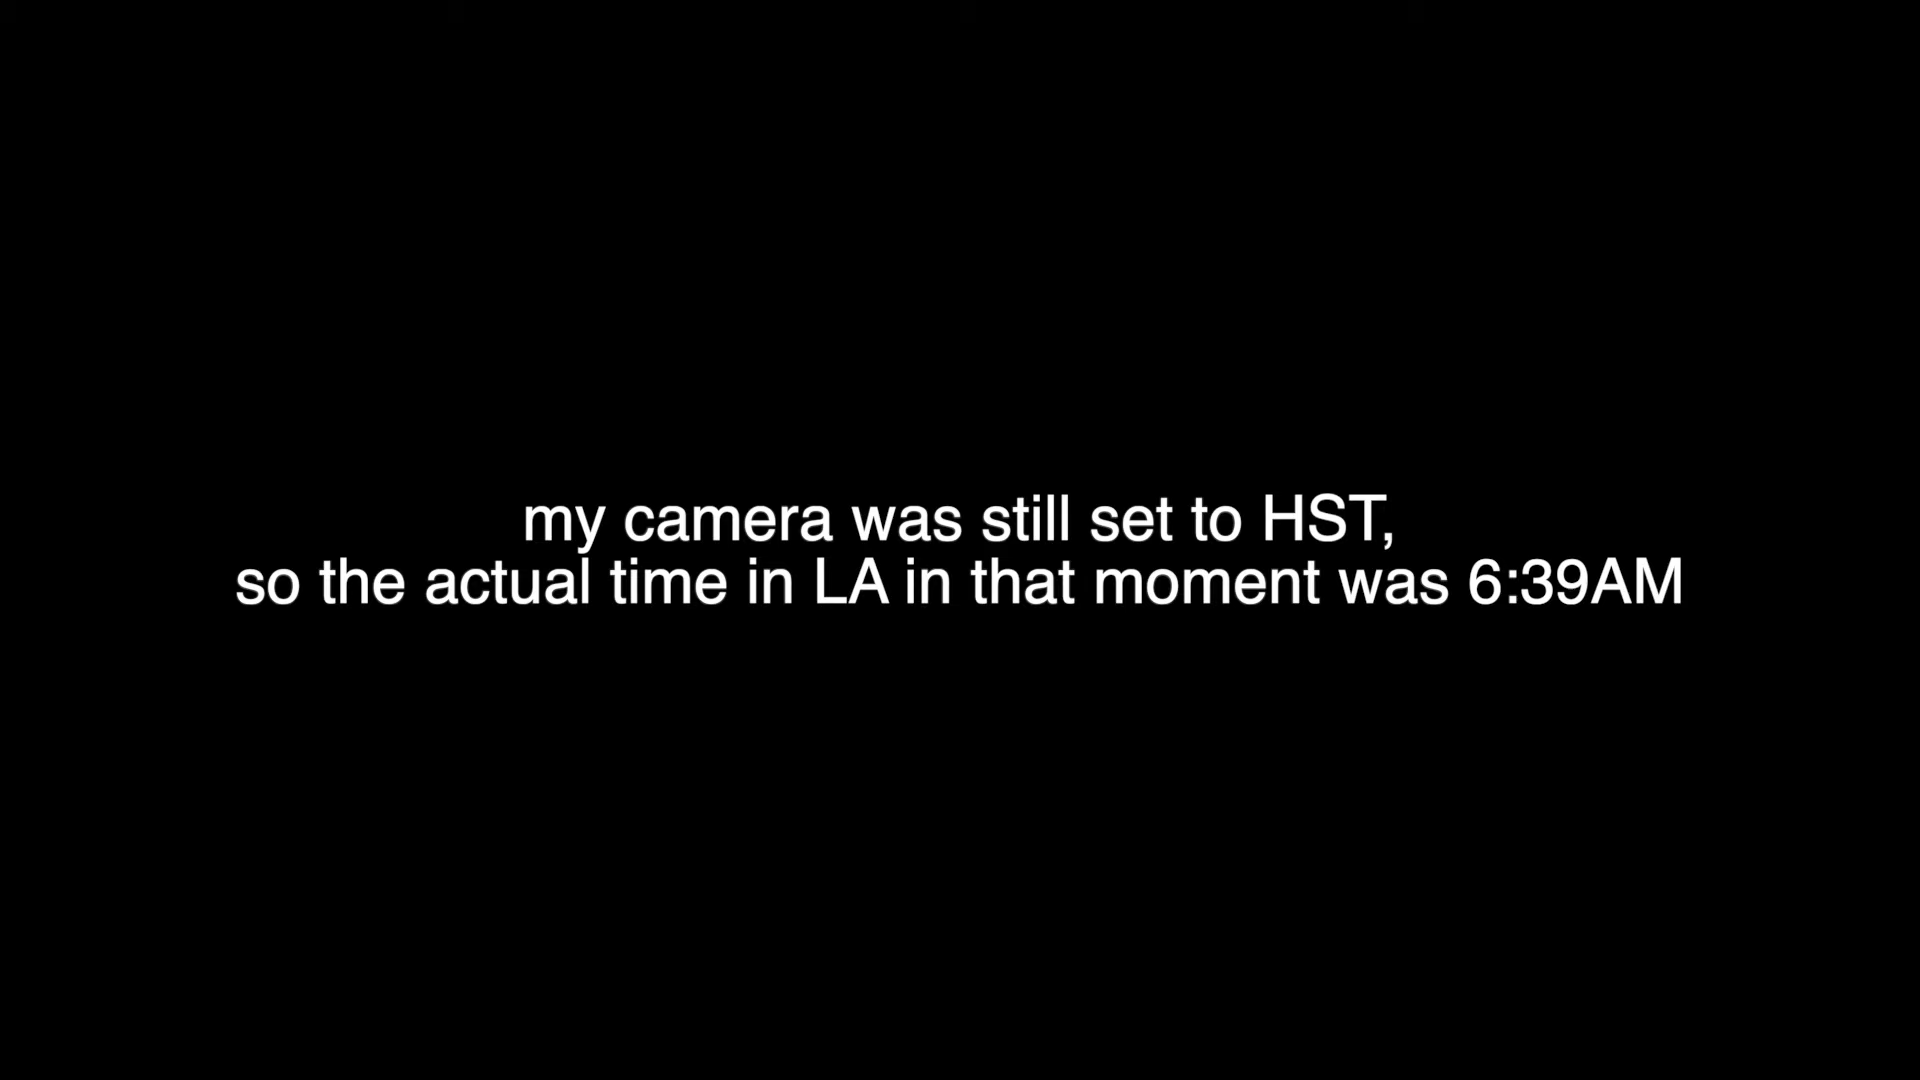 my camera was still set to HST,
so the actual time in LA in that moment was 6:39AM